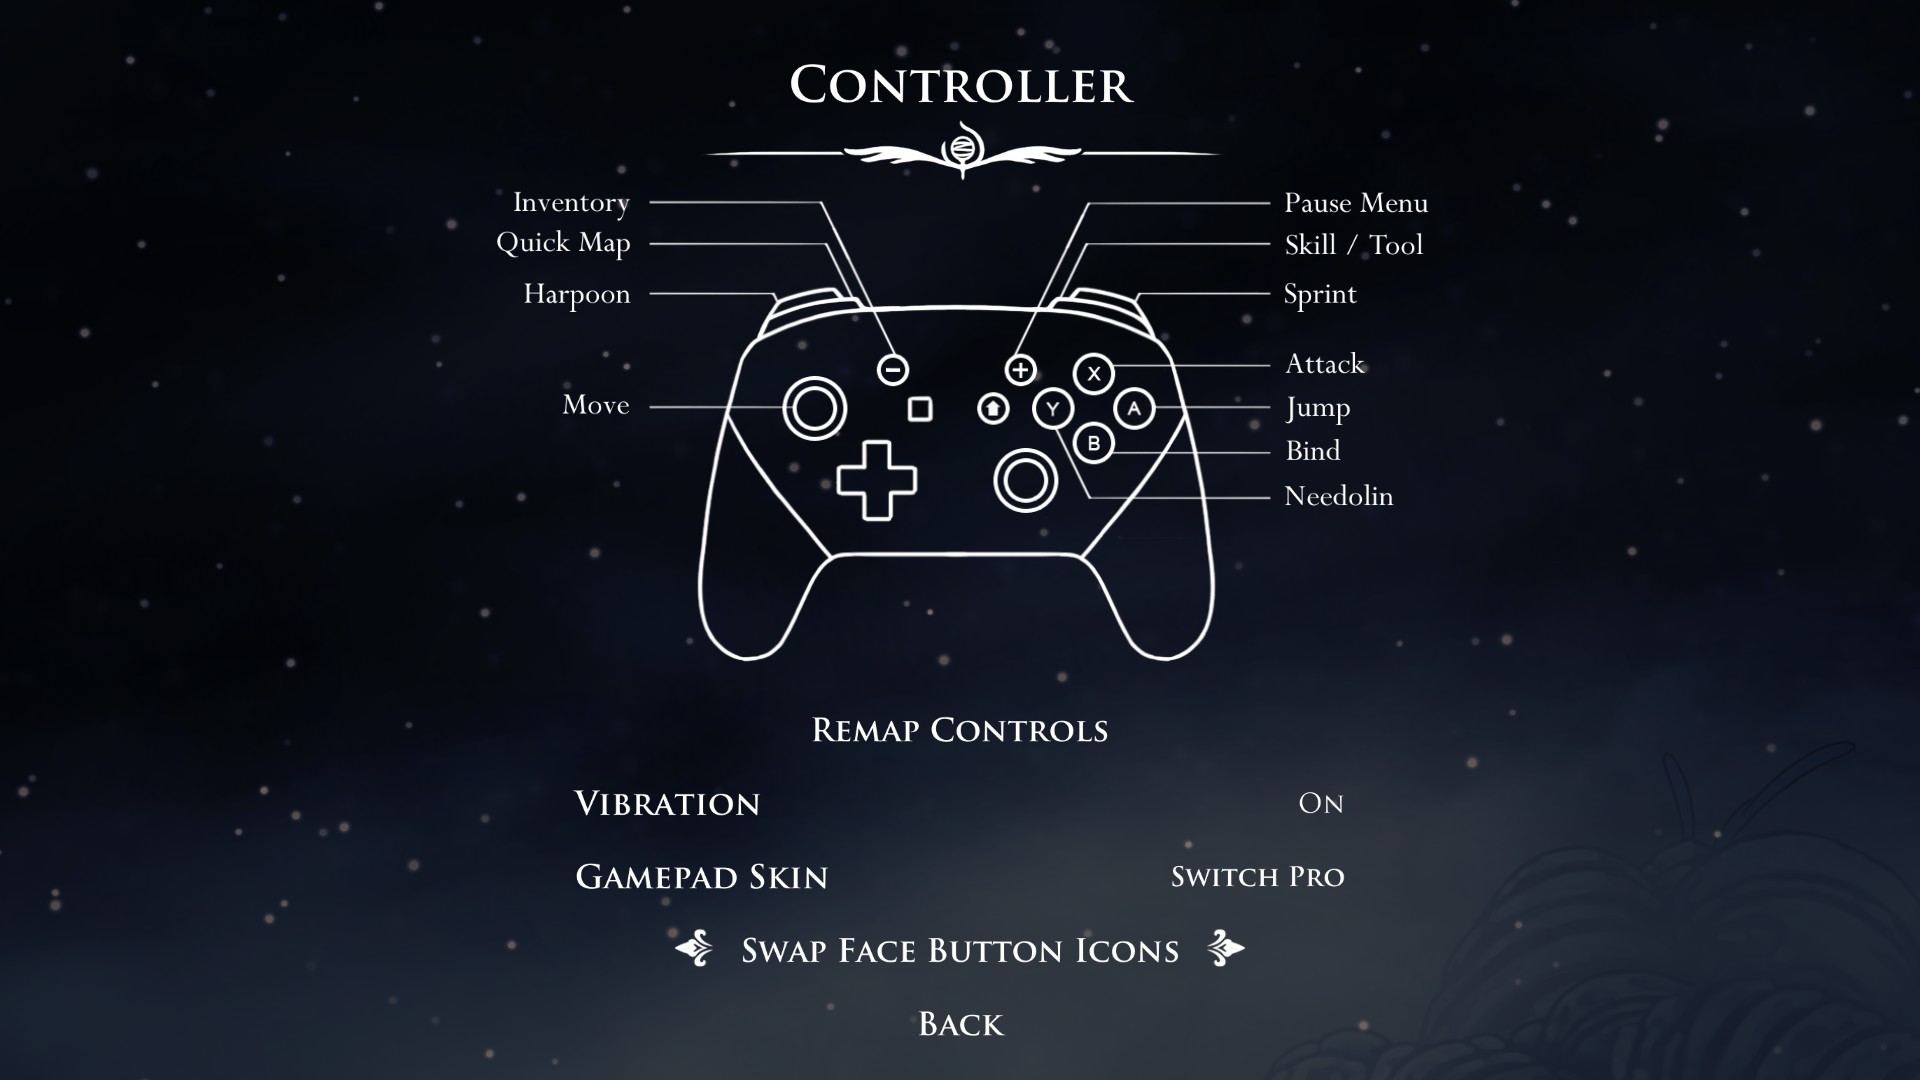 Controller
Inventory
Quick Map
Harpoon
Move
Pause Menu
Skill / Tool
Sprint
Attack
Jump
Bind
Needolin
X
Y
A
B
Remap Controls
Vibration On
Gamepad Skin Switch Pro
Swap Face Button Icons
Back